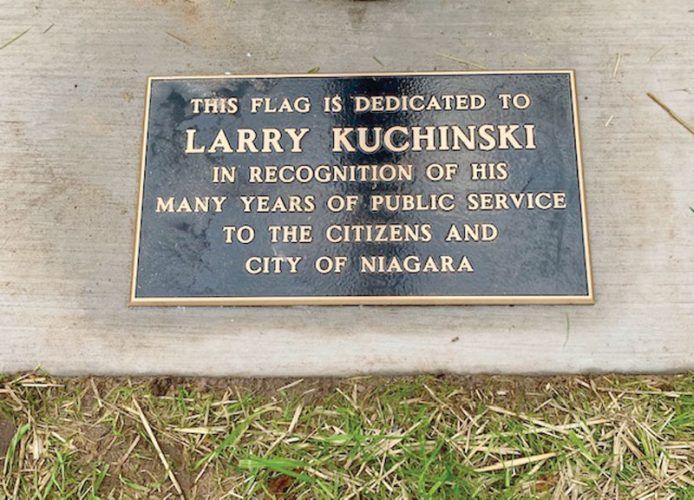 THIS FLAG IS DEDICATED TO
LARRY KUCHINSKI
IN RECOGNITION OF HIS
MANY YEARS OF PUBLIC SERVICE
TO THE CITIZENS AND
CITY OF NIAGARA